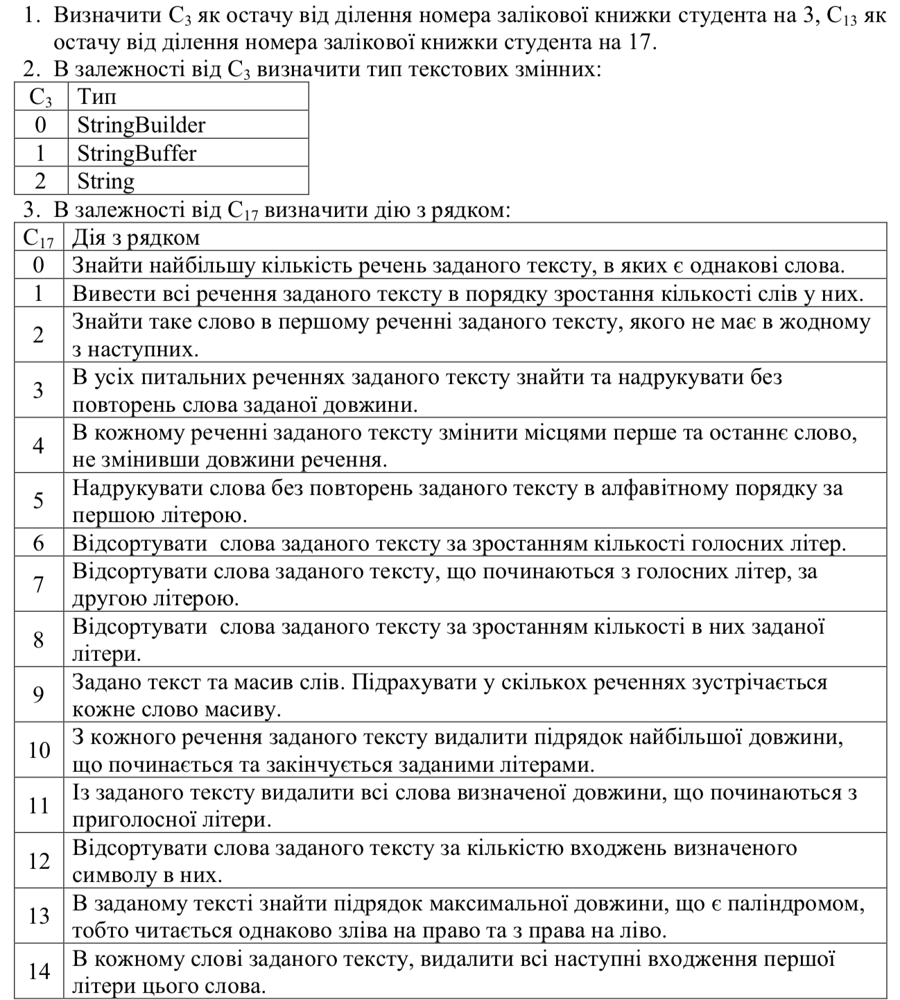 1. Визначити С3 як остачу від ділення номера залікової книжки студента на 3, С13 як
остачу від ділення номера залікової книжки студента на 17.
2. В залежності від С3 визначити тип текстових змінних:
С3 Тип
0 StringBuilder
1 StringBuffer
2 String
3. В залежності від С17 визначити дію з рядком:
С17 Дія з рядком
0 Знайти найбільшу кількість речень заданого тексту, в яких є однакові слова.
1 Вивести всі речення заданого тексту в порядку зростання кількості слів у них.
2 Знайти таке слово в першому реченні заданого тексту, якого не має в жодному
з наступних.
3 В усіх питальних реченнях заданого тексту знайти та надрукувати без
повторень слова заданої довжини.
4 В кожному реченні заданого тексту змінити місцями перше та останнє слово,
не змінивши довжини речення.
5 Надрукувати слова без повторень заданого тексту в алфавітному порядку за
першою літерою.
6 Відсортувати  слова заданого тексту за зростанням кількості голосних літер.
7 Відсортувати слова заданого тексту, що починаються з голосних літер, за
другою літерою.
8 Відсортувати  слова заданого тексту за зростанням кількості в них заданої
літери.
9 Задано текст та масив слів. Підрахувати у скількох реченнях зустрічається
кожне слово масиву.
10 З кожного речення заданого тексту видалити підрядок найбільшої довжини,
що починається та закінчується заданими літерами.
11 Із заданого тексту видалити всі слова визначеної довжини, що починаються з
приголосної літери.
12 Відсортувати слова заданого тексту за кількістю входжень визначеного
символу в них.
13 В заданому тексті знайти підрядок максимальної довжини, що є паліндромом,
тобто читається однаково зліва на право та з права на ліво.
14 В кожному слові заданого тексту, видалити всі наступні входження першої
літери цього слова.